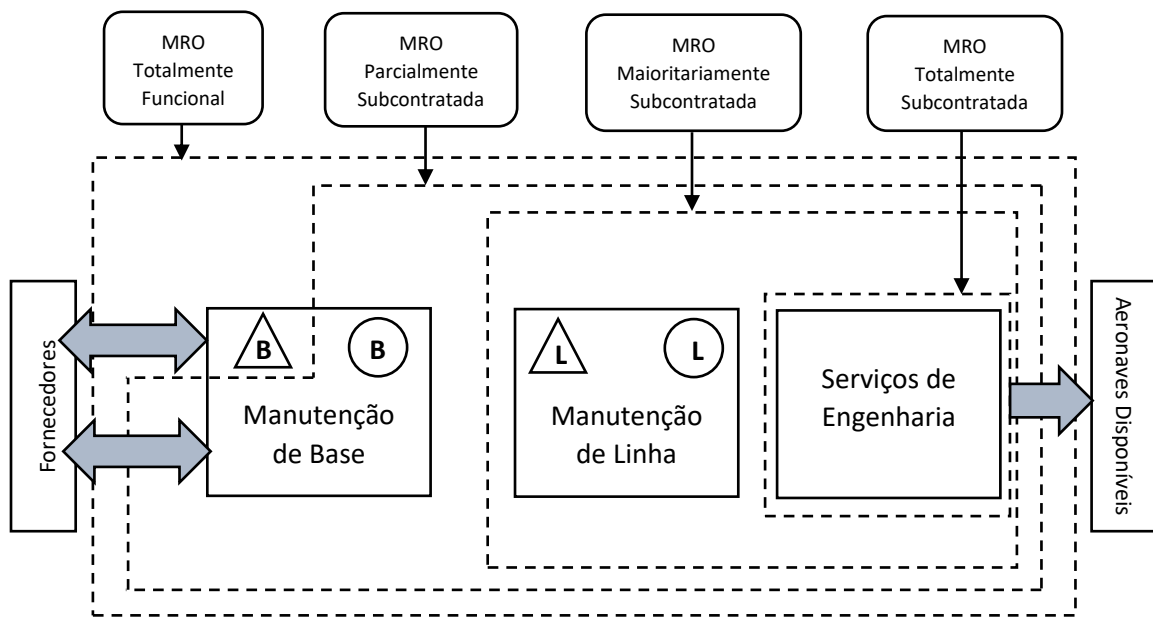 MRO
Totalmente
Funcional
MRO
Parcialmente
Subcontratada
MRO
Maioritariamente
Subcontratada
MRO
Totalmente
Subcontratada
Fornecedores
B
B
Manutenção
de Base
L
L
Manutenção
de Linha
Serviços de
Engenharia
Aeronaves Disponíveis